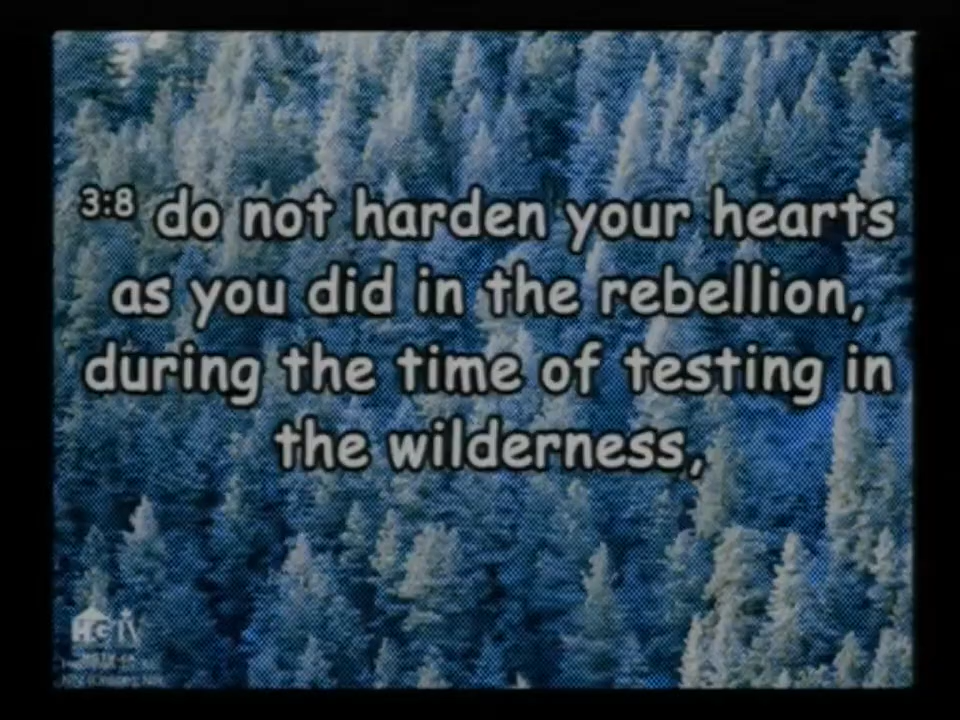 3:8 do not harden your hearts
as you did in the rebellion,
during the time of testing in
the wilderness,
HGTV